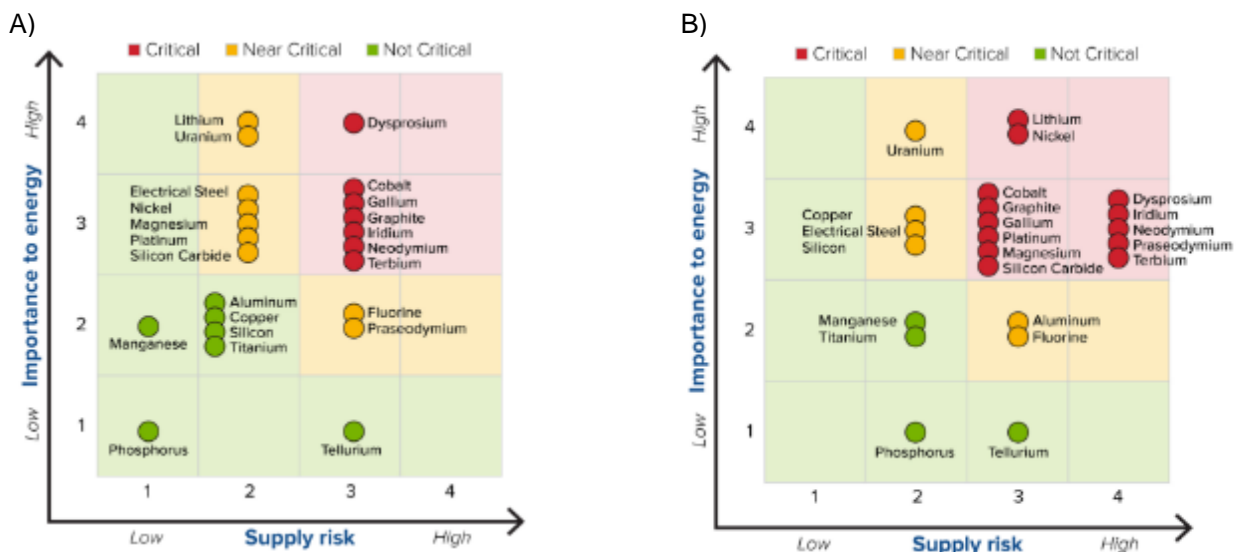 A)
Critical Near Critical Not Critical
Importance to energy
High
Low
4
3
2
1
Lithium
Uranium
Dysprosium
Electrical Steel
Nickel
Magnesium
Platinum
Silicon Carbide
Cobalt
Gallium
Graphite
Iridium
Neodymium
Terbium
Manganese
Aluminum
Copper
Silicon
Titanium
Fluorine
Praseodymium
Phosphorus
Tellurium
1 2 3 4
Low Supply risk High
B)
Critical Near Critical Not Critical
Importance to energy
High
Low
4
3
2
1
Uranium
Lithium
Nickel
Copper
Electrical Steel
Silicon
Cobalt
Graphite
Gallium
Platinum
Magnesium
Silicon Carbide
Dysprosium
Iridium
Neodymium
Praseodymium
Terbium
Manganese
Titanium
Aluminum
Fluorine
Phosphorus
Tellurium
1 2 3 4
Low Supply risk High